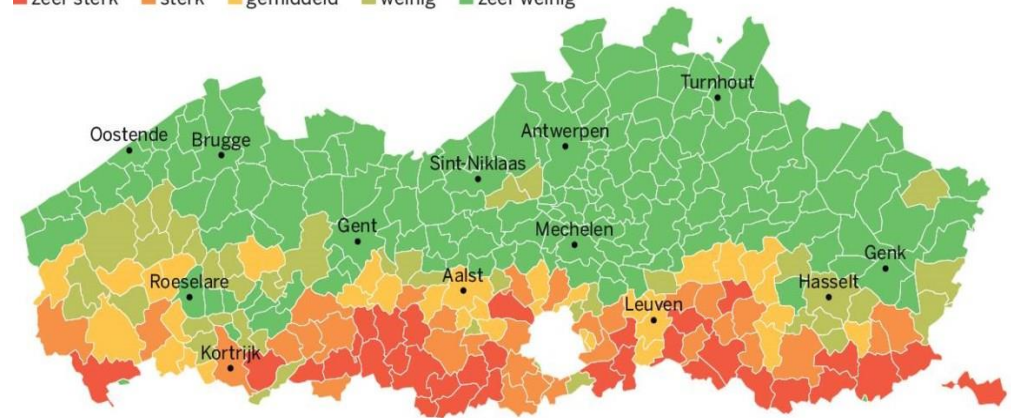 zeer sterk sterk gemiddeld weinig zeer weinig
Turnhout
Oostende
Brugge
Antwerpen
Sint-Niklaas
Gent
Mechelen
Genk
Aalst
Roeselare
Hasselt
Leuven
Kortrijk